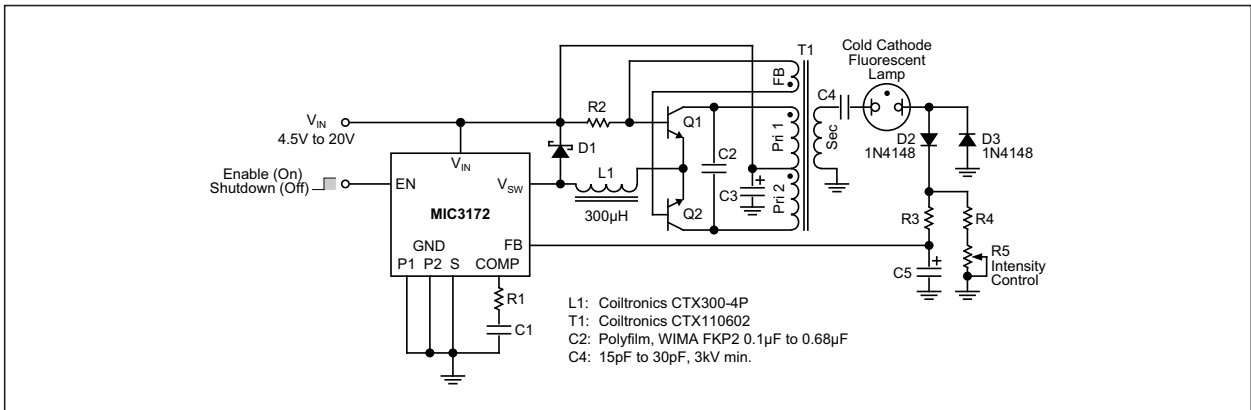 Cold Cathode
Fluorescent
Lamp
T1
FB
C4
R2
Q1
Pri 1
Sec
D2
1N4148
D3
1N4148
VIN
4.5V to 20V
D1
C2
VIN
L1
C3
+
Pri 2
Enable (On)
Shutdown (Off)
EN
VSW
300µH
Q2
MIC3172
R3
R4
GND
FB
P1
P2
S
COMP
+
C5
R5
Intensity
Control
R1
C1
L1: Coiltronics CTX300-4P
T1: Coiltronics CTX110602
C2: Polyfilm, WIMA FKP2 0.1µF to 0.68µF
C4: 15pF to 30pF, 3kV min.